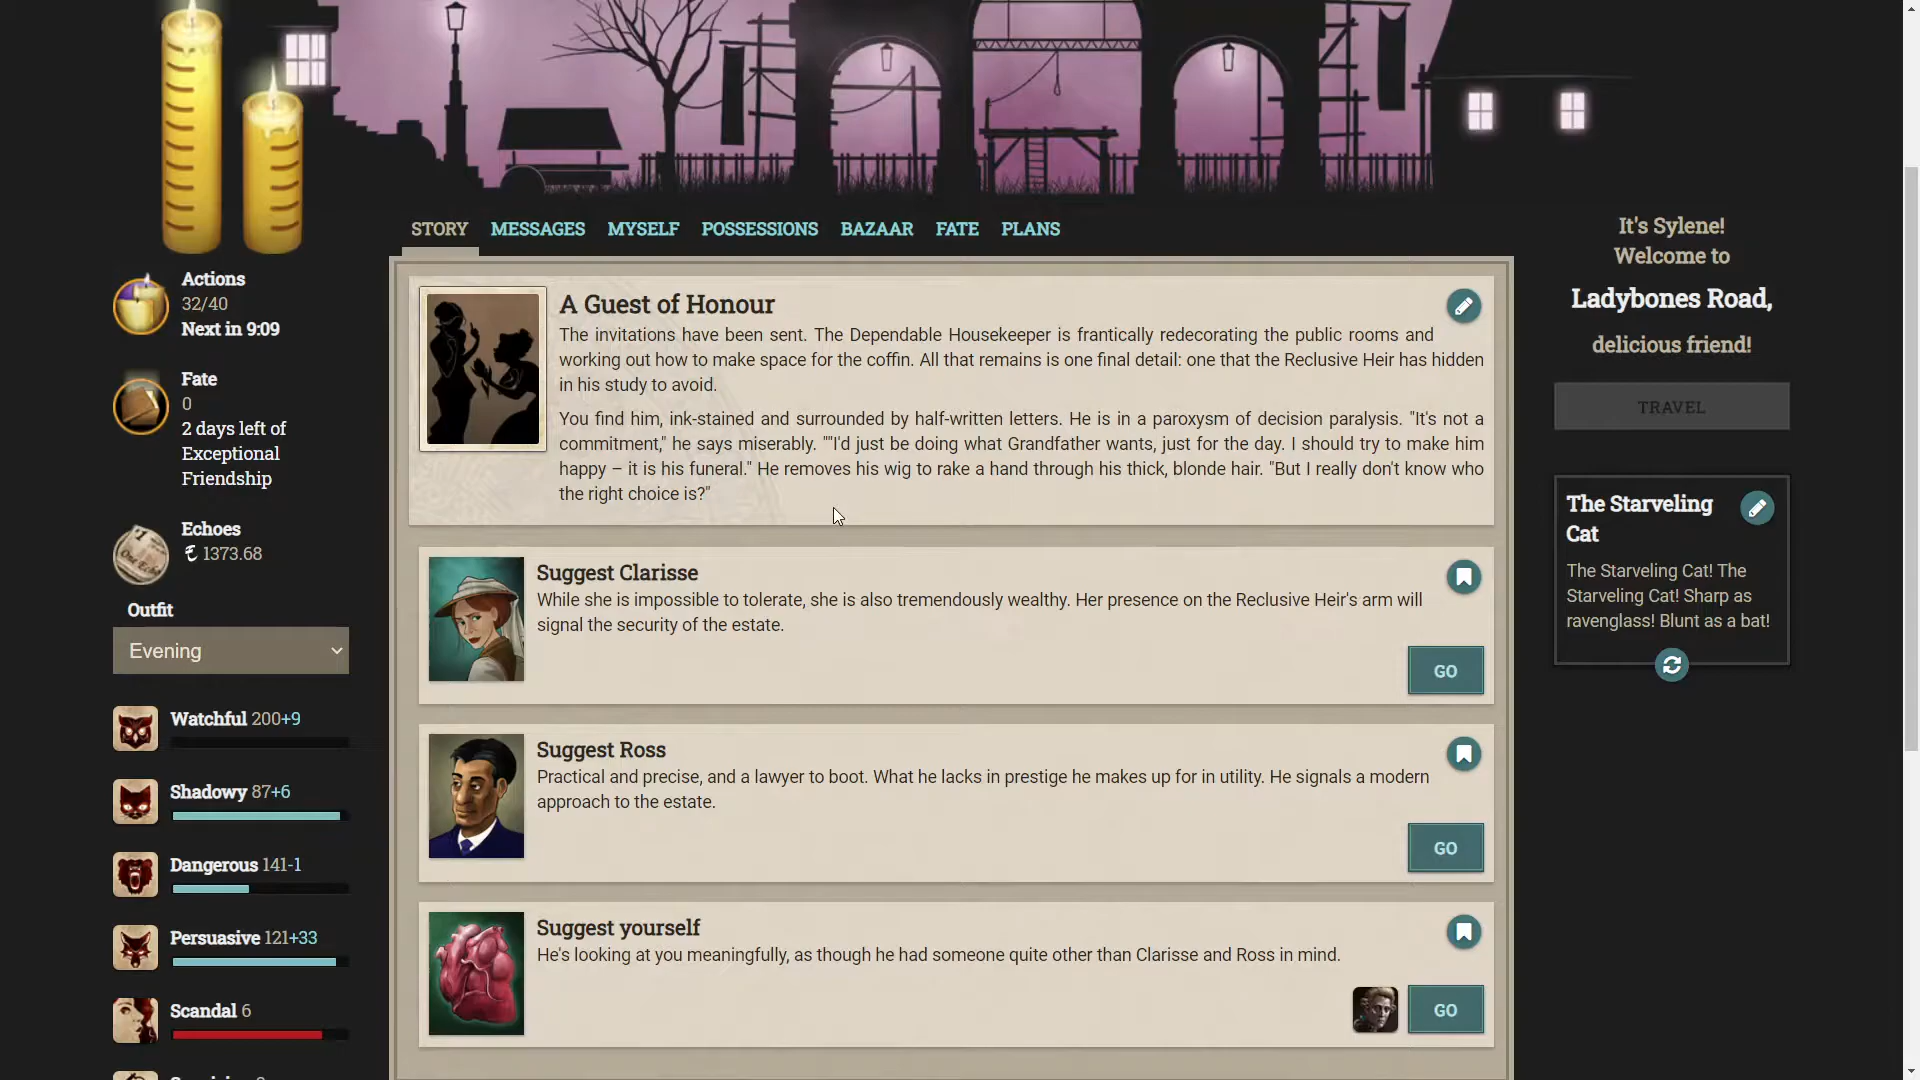 STORY MESSAGES MYSELF POSSESSIONS BAZAAR FATE PLANS
Actions
32/40
Next in 9:09
Fate
0
2 days left of
Exceptional
Friendship
Echoes
1373.68
Outfit
Evening
Watchful 200+9
Shadowy 87+6
Dangerous 141-1
Persuasive 121+33
Scandal 6
A Guest of Honour
The invitations have been sent. The Dependable Housekeeper is frantically redecorating the public rooms and
working out how to make space for the coffin. All that remains is one final detail: one that the Reclusive Heir has hidden
in his study to avoid.
You find him, ink-stained and surrounded by half-written letters. He is in a paroxysm of decision paralysis. "It's not a
commitment," he says miserably. ""I'd just be doing what Grandfather wants, just for the day. I should try to make him
happy – it is his funeral." He removes his wig to rake a hand through his thick, blonde hair. "But I really don't know who
the right choice is?"
Suggest Clarisse
While she is impossible to tolerate, she is also tremendously wealthy. Her presence on the Reclusive Heir's arm will
signal the security of the estate.
GO
Suggest Ross
Practical and precise, and a lawyer to boot. What he lacks in prestige he makes up for in utility. He signals a modern
approach to the estate.
GO
Suggest yourself
He's looking at you meaningfully, as though he had someone quite other than Clarisse and Ross in mind.
GO
It's Sylene!
Welcome to
Ladybones Road,
delicious friend!
TRAVEL
The Starveling
Cat
The Starveling Cat! The
Starveling Cat! Sharp as
ravenglass! Blunt as a bat!